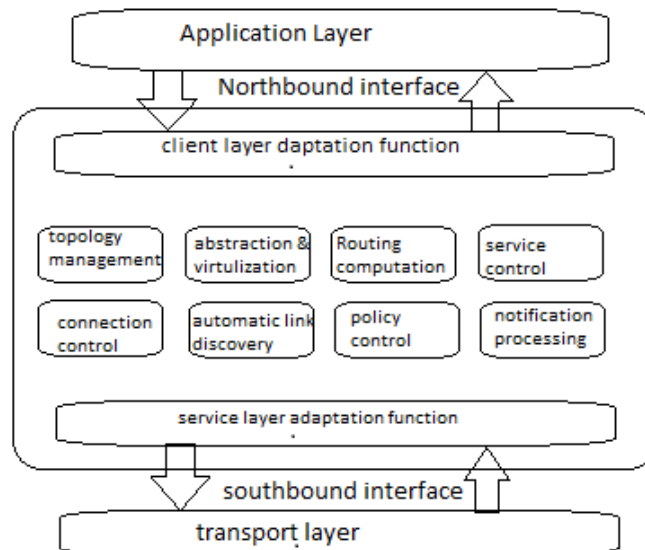 Application Layer
Northbound interface
client layer daptation function
topology
management
abstraction &
virtulization
Routing
computation
service
control
connection
control
automatic link
discovery
policy
control
notification
processing
service layer adaptation function
southbound interface
transport layer